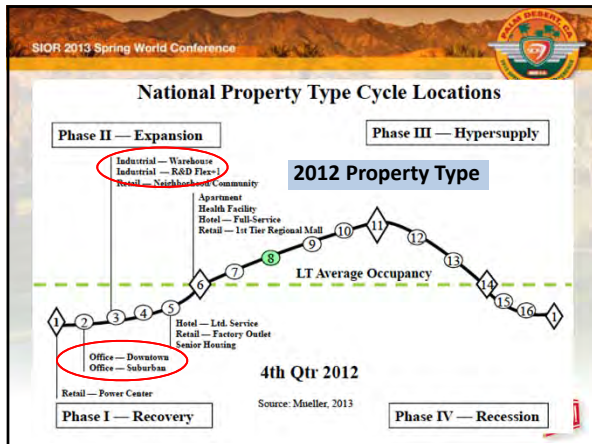 SIOR 2013 Spring World Conference
PALM DESERT, CA
SIOR
National Property Type Cycle Locations
Phase II — Expansion
Phase III — Hypersupply
Industrial — Warehouse
Industrial — R&D Flex+1
Retail — Neighborhood/Community
2012 Property Type
Apartment
Health Facility
Hotel — Full-Service
Retail — 1st Tier Regional Mall
11
10
12
9
8
13
7
LT Average Occupancy
6
14
5
15
4
16
3
1
2
1
Hotel — Ltd. Service
Retail — Factory Outlet
Senior Housing
Office — Downtown
Office — Suburban
4th Qtr 2012
Retail — Power Center
Source: Mueller, 2013
Phase I — Recovery
Phase IV — Recession